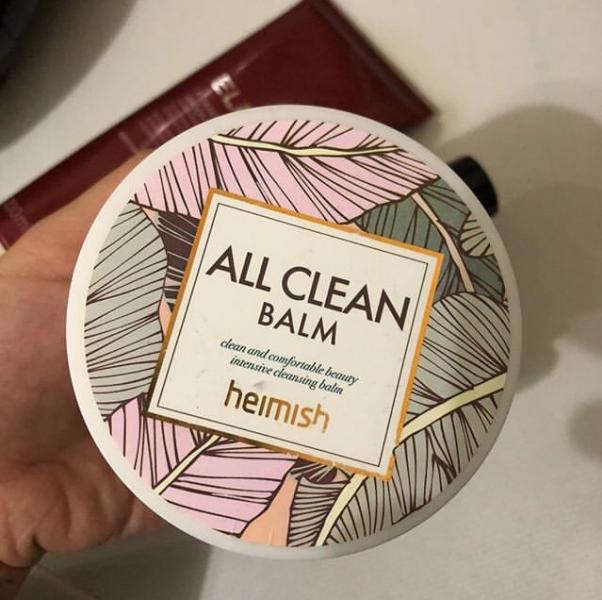 ALL CLEAN
BALM
clean and comfortable beauty
intensive cleansing balm
heimish